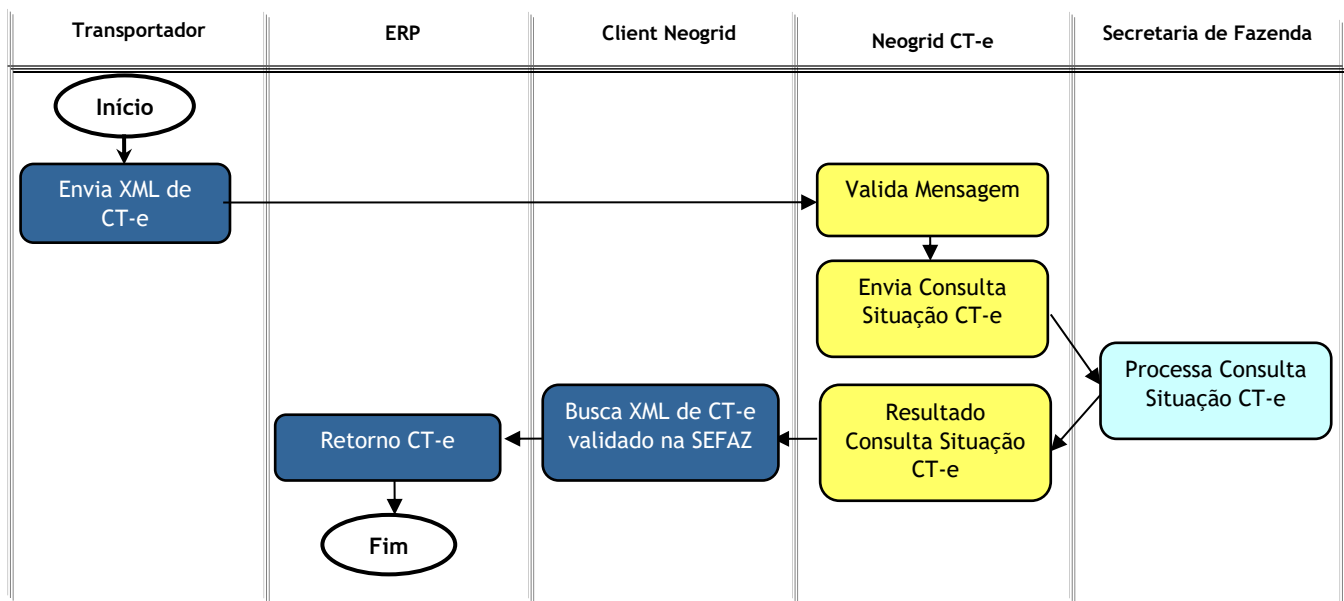 Transportador
ERP
Client Neogrid
Neogrid CT-e
Secretaria de Fazenda
Início
Envia XML de
CT-e
Valida Mensagem
Envia Consulta
Situação CT-e
Processa Consulta
Situação CT-e
Resultado
Consulta Situação
CT-e
Busca XML de CT-e
validado na SEFAZ
Retorno CT-e
Fim